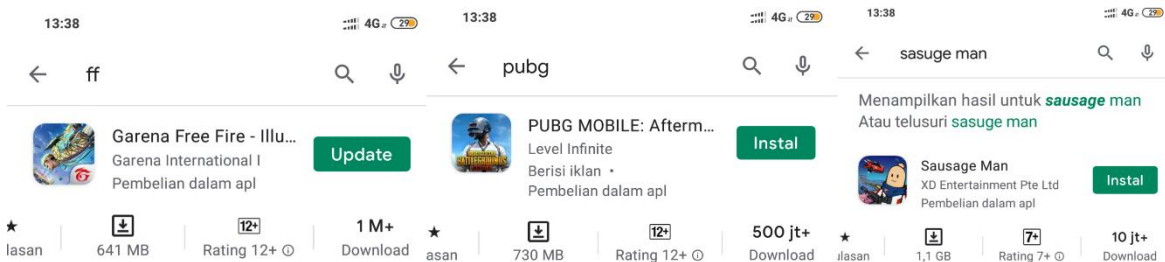 13:38
4G 29
ff
Garena Free Fire - Illu...
Garena International I
Pembelian dalam apl
Update
lasan
641 MB
12+
Rating 12+
1 M+
Download
13:38
4G 29
pubg
PUBG MOBILE: Afterm...
Level Infinite
Berisi iklan •
Pembelian dalam apl
Instal
asan
730 MB
12+
Rating 12+
500 jt+
Download
13:38
4G 29
sasuge man
Menampilkan hasil untuk sausage man
Atau telusuri sasuge man
Sausage Man
XD Entertainment Pte Ltd
Pembelian dalam apl
Instal
ulasan
1,1 GB
7+
Rating 7+
10 jt+
Download